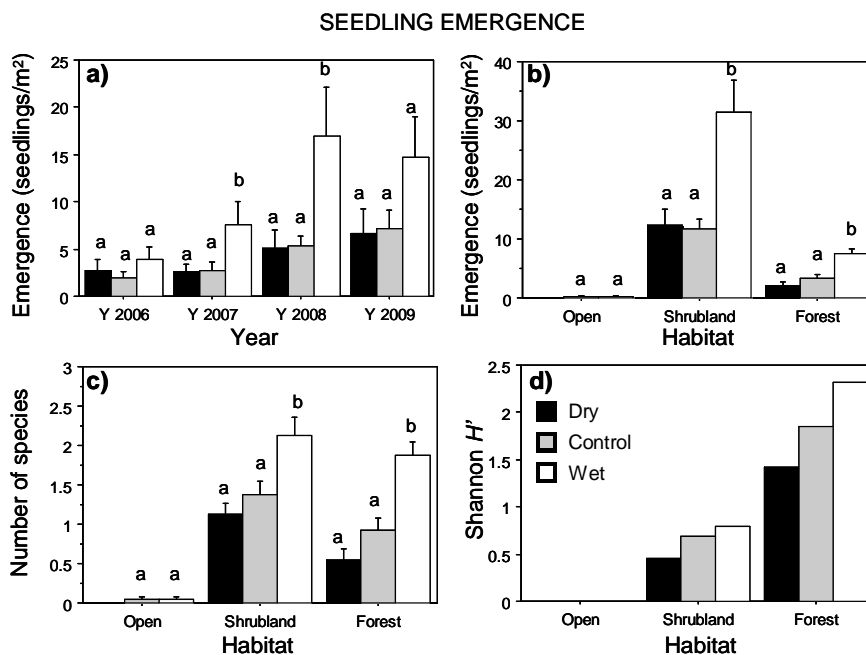 SEEDLING EMERGENCE
a)
Emergence (seedlings/m²)
25
20
15
10
5
0
a a a
a a b
a a b
a a a
Y 2006 Y 2007 Y 2008 Y 2009
Year
b)
Emergence (seedlings/m²)
40
30
20
10
0
a a
a a b
a a b
Open Shrubland Forest
Habitat
c)
Number of species
3
2.5
2
1.5
1
0.5
0
a a
a a b
a a b
Open Shrubland Forest
Habitat
d)
Shannon H'
2.5
2
1.5
1
0.5
0
Dry
Control
Wet
Open Shrubland Forest
Habitat